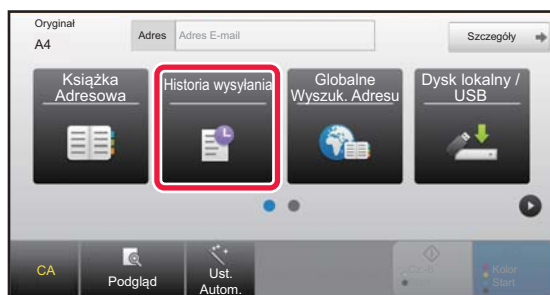 Oryginał
A4
Adres
Adres E-mail
Szczegóły
Książka
Adresowa
Historia wysyłania
Globalne
Wyszuk. Adresu
Dysk lokalny /
USB
CA
Podgląd
Ust.
Autom.
Kolor
Start